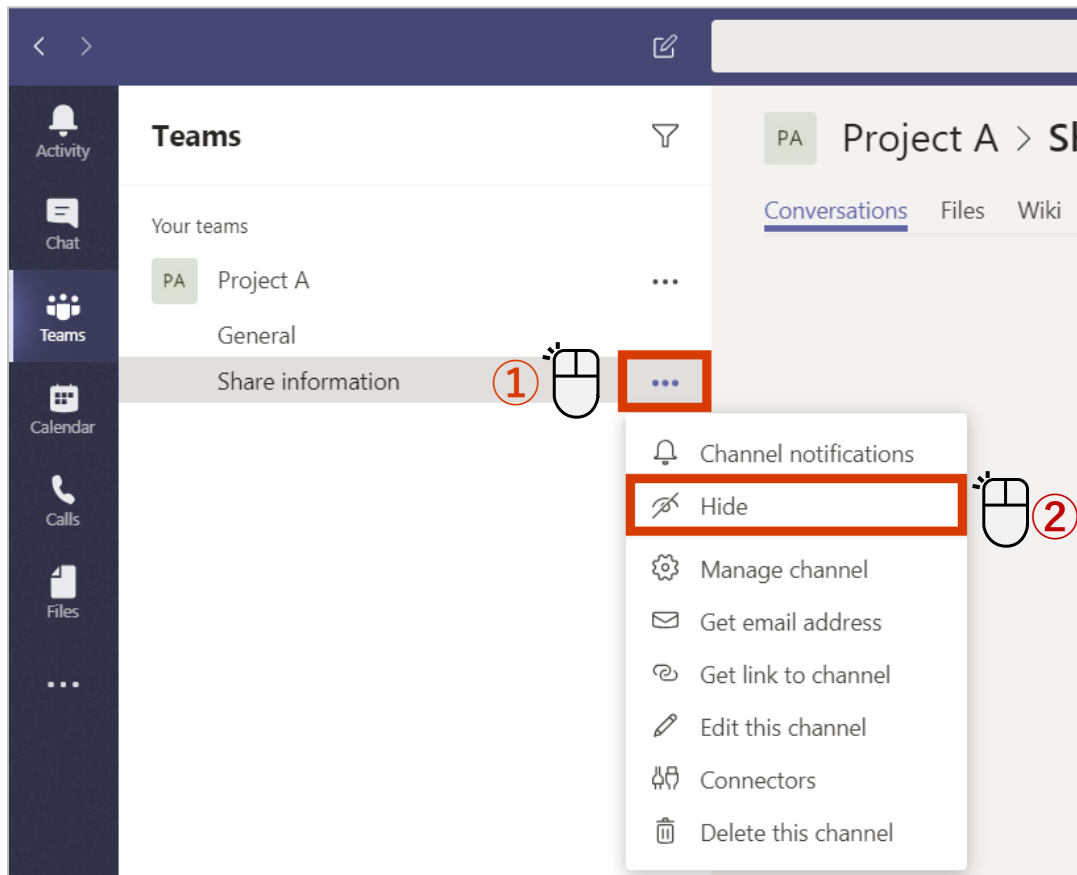 Activity
Chat
Teams
Calendar
Calls
Files
Teams
Your teams
PA Project A
General
Share information
①
Channel notifications
Hide
②
Manage channel
Get email address
Get link to channel
Edit this channel
Connectors
Delete this channel
PA Project A >
Conversations Files Wiki